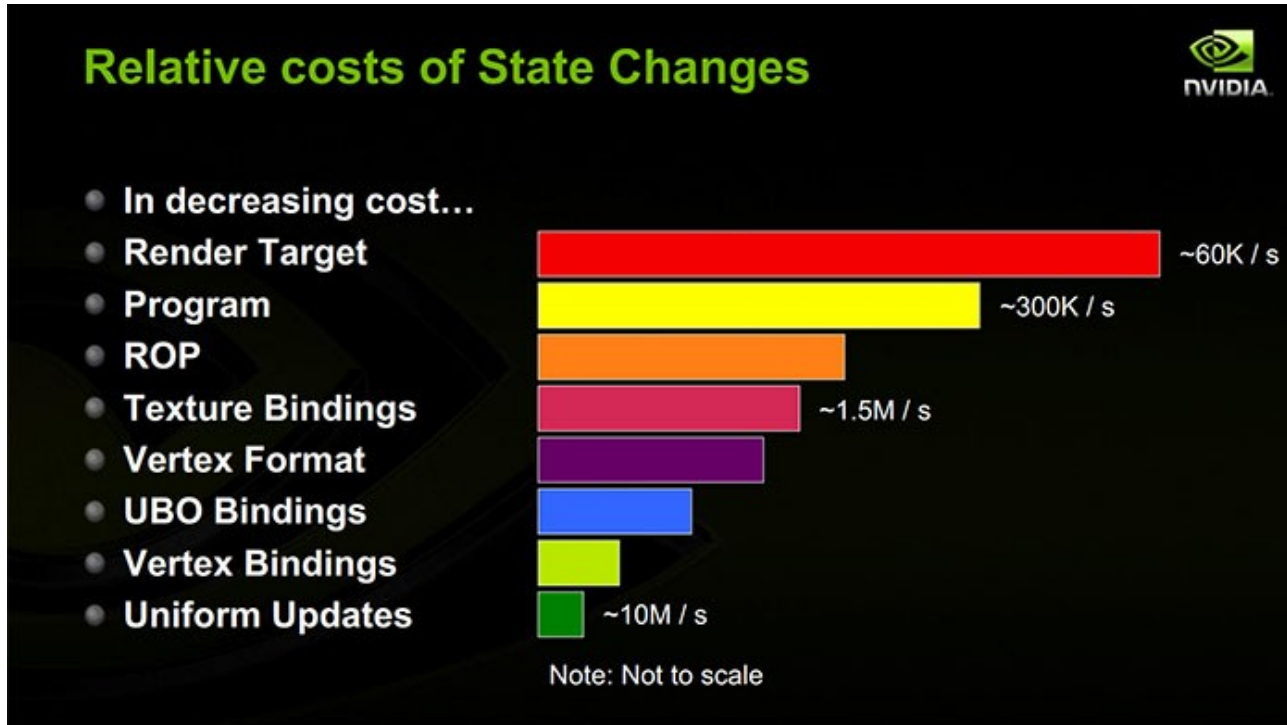 Relative costs of State Changes
NVIDIA.
In decreasing cost…
Render Target ~60K / s
Program ~300K / s
ROP
Texture Bindings ~1.5M / s
Vertex Format
UBO Bindings
Vertex Bindings
Uniform Updates ~10M / s
Note: Not to scale